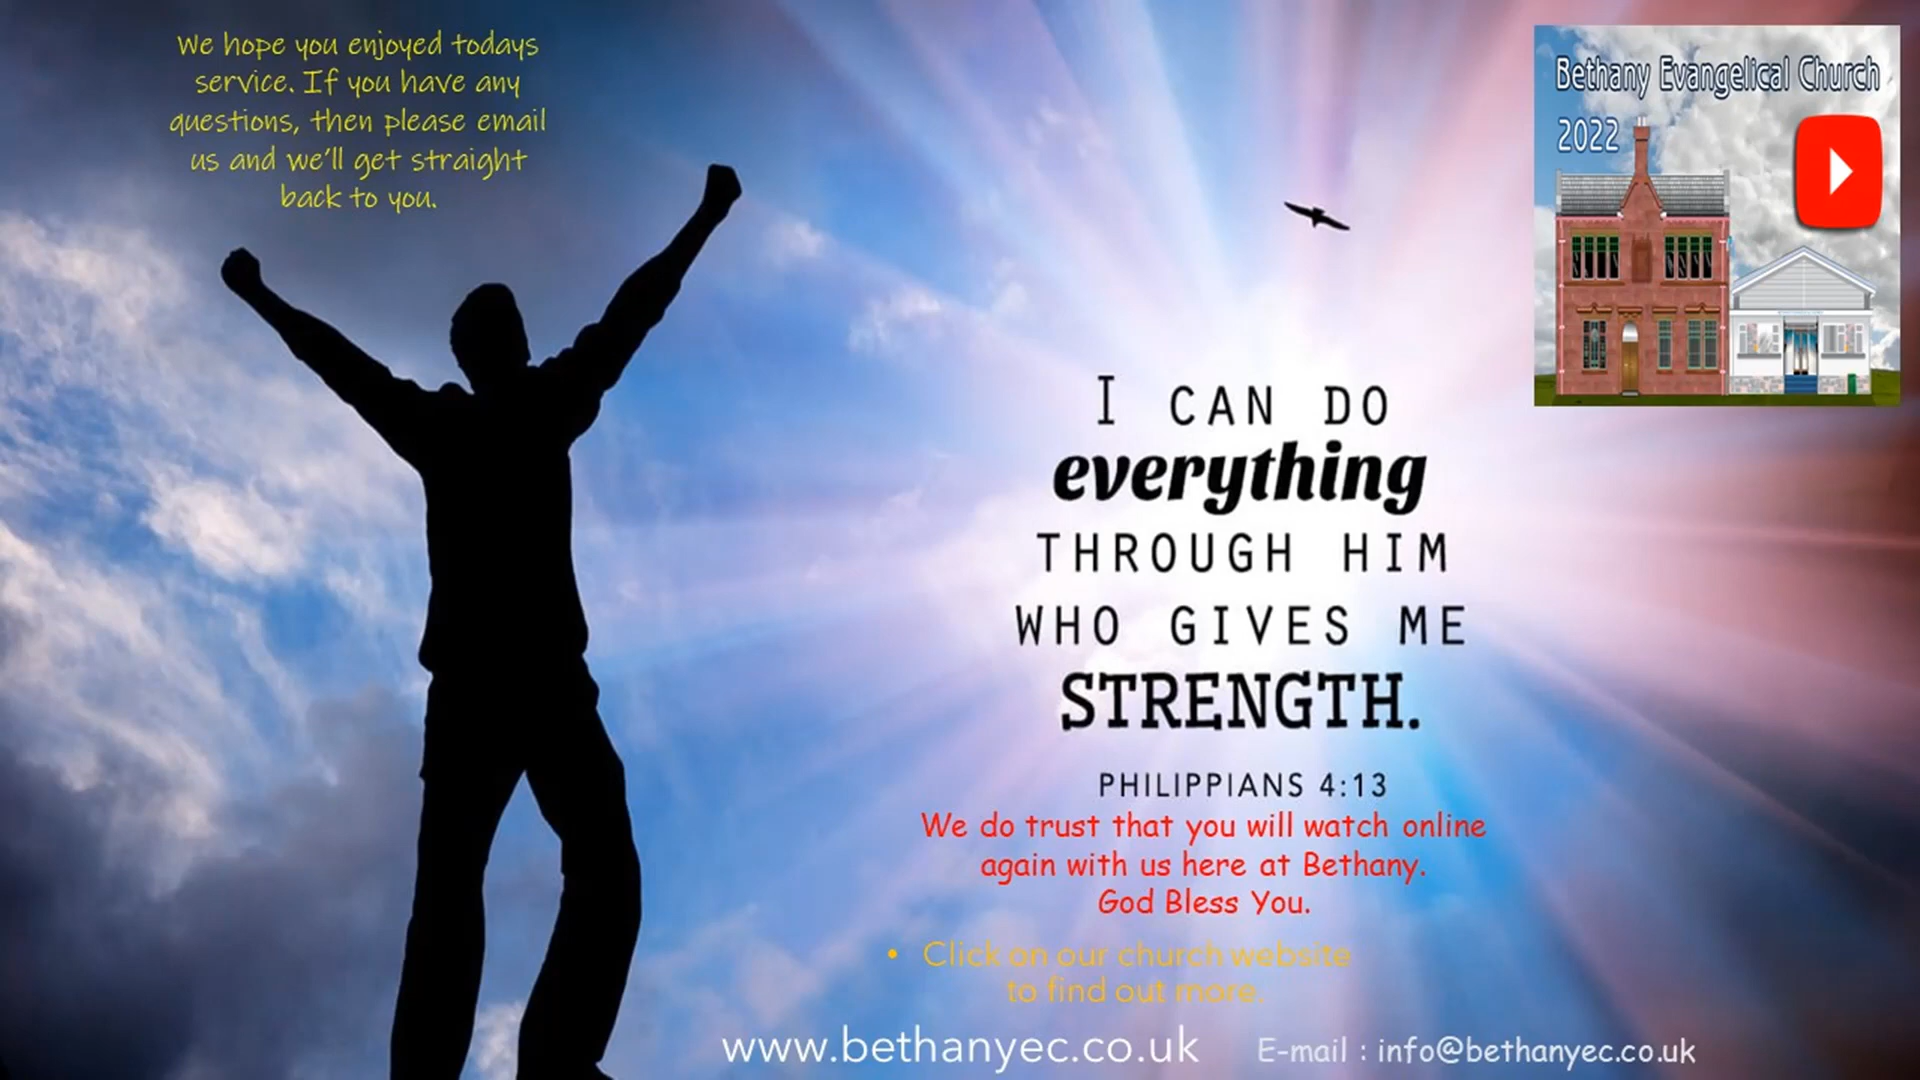 We hope you enjoyed todays
service. If you have any
questions, then please email
us and we'll get straight
back to you.
Bethany Evangelical Church
2022
I CAN DO
everything
THROUGH HIM
WHO GIVES ME
STRENGTH.
PHILIPPIANS 4:13
We do trust that you will watch online
again with us here at Bethany.
God Bless You.
• Click on our church website
to find out more.
www.bethanyec.co.uk
E-mail : info@bethanyec.co.uk